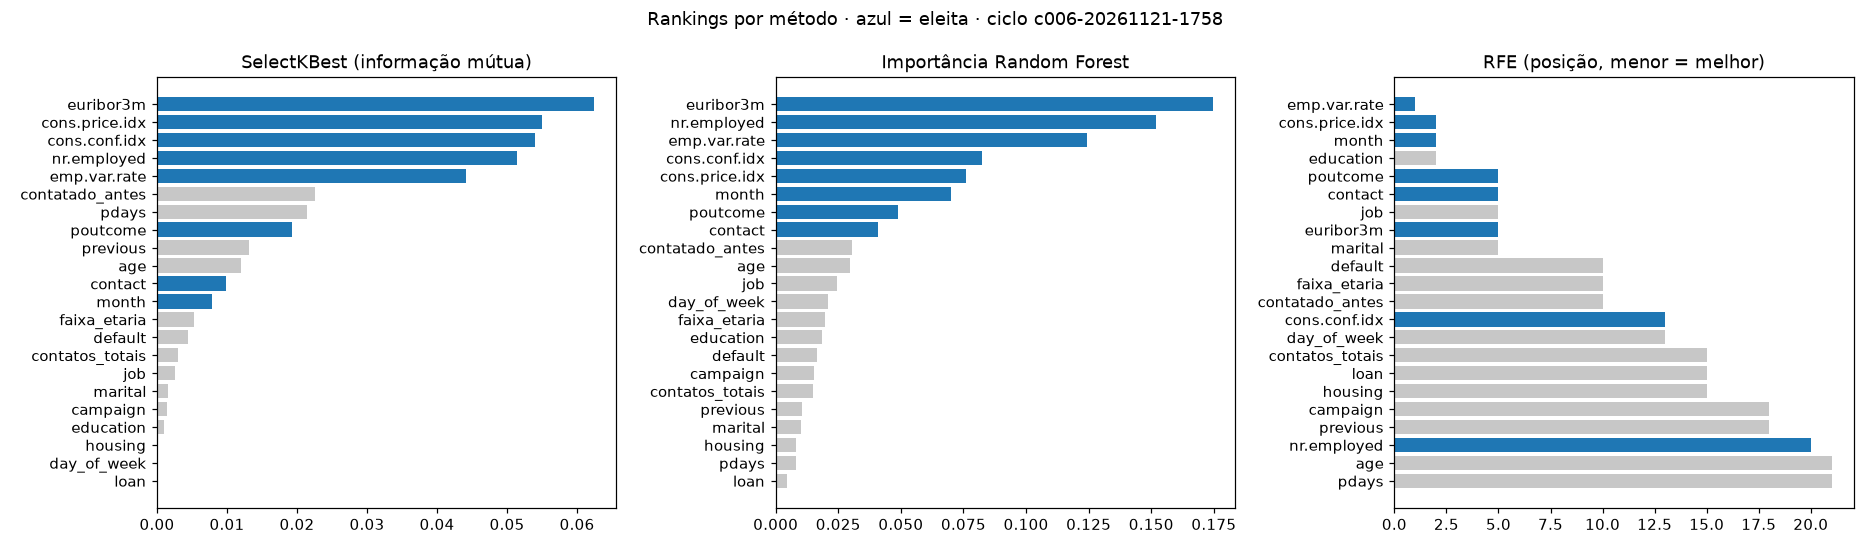 Rankings por método · azul = eleita · ciclo c006-20261121-1758
SelectKBest (informação mútua)
euribor3m
cons.price.idx
cons.conf.idx
nr.employed
emp.var.rate
contatado_antes
pdays
poutcome
previous
age
contact
month
faixa_etaria
default
contatos_totais
job
marital
campaign
education
housing
day_of_week
loan
0.00 0.01 0.02 0.03 0.04 0.05 0.06
Importância Random Forest
euribor3m
nr.employed
emp.var.rate
cons.conf.idx
cons.price.idx
month
poutcome
contact
contatado_antes
age
job
day_of_week
faixa_etaria
education
default
campaign
contatos_totais
previous
marital
housing
pdays
loan
0.000 0.025 0.050 0.075 0.100 0.125 0.150 0.175
RFE (posição, menor = melhor)
emp.var.rate
cons.price.idx
month
education
poutcome
contact
job
euribor3m
marital
default
faixa_etaria
contatado_antes
cons.conf.idx
day_of_week
contatos_totais
loan
housing
campaign
previous
nr.employed
age
pdays
0.0 2.5 5.0 7.5 10.0 12.5 15.0 17.5 20.0